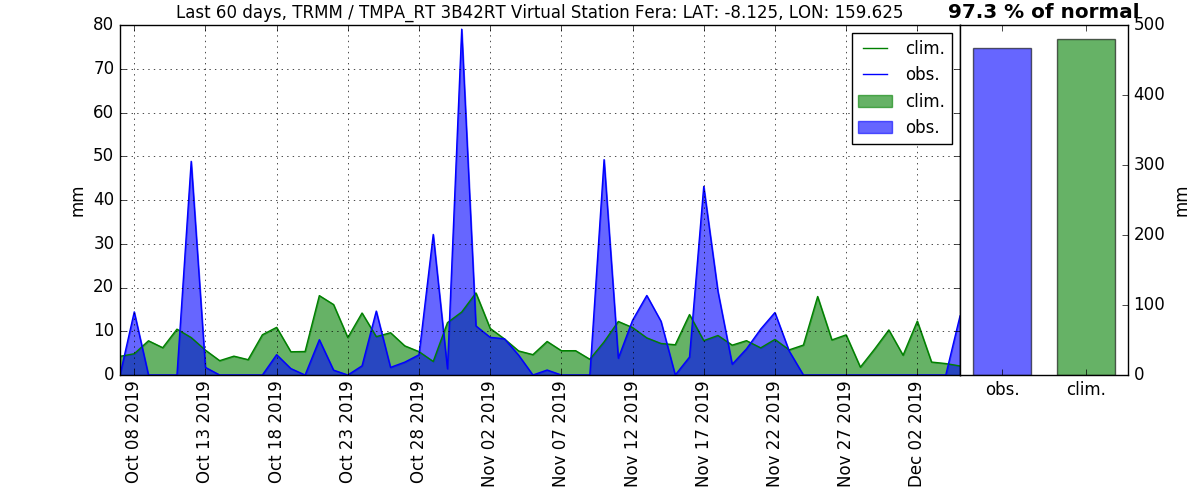 Last 60 days, TRMM / TMPA_RT 3B42RT Virtual Station Fera: LAT: -8.125, LON: 159.625
97.3 % of normal
mm
80
70
60
50
40
30
20
10
0
clim.
obs.
clim.
obs.
Oct 08 2019
Oct 13 2019
Oct 18 2019
Oct 23 2019
Oct 28 2019
Nov 02 2019
Nov 07 2019
Nov 12 2019
Nov 17 2019
Nov 22 2019
Nov 27 2019
Dec 02 2019
500
400
300
200
100
0
mm
obs.
clim.